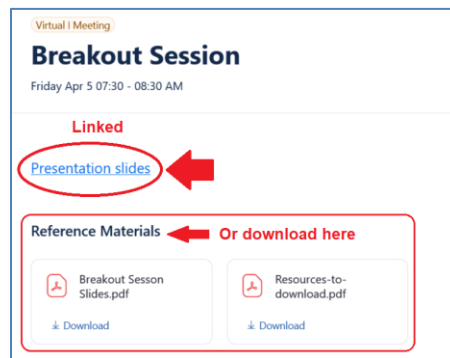 Virtual | Meeting
Breakout Session
Friday Apr 5 07:30 - 08:30 AM
Linked
Presentation slides
Reference Materials
Or download here
Breakout Sesson
Slides.pdf
Download
Resources-to-
download.pdf
Download